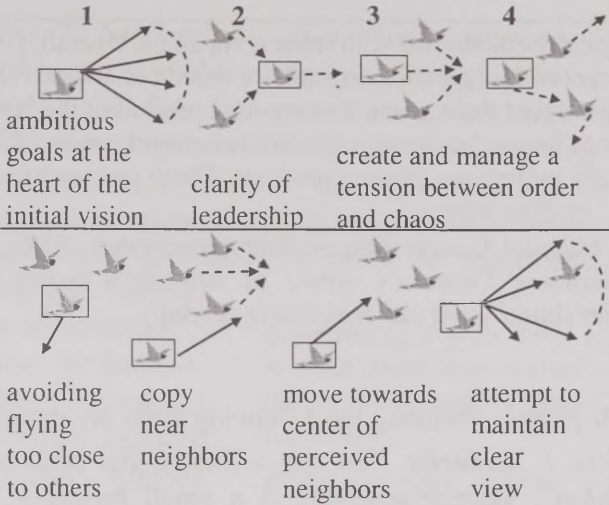 1 2 3 4
ambitious
goals at the
heart of the
initial vision
clarity of
leadership
create and manage a
tension between order
and chaos
avoiding
flying
too close
to others
copy
near
neighbors
move towards
center of
perceived
neighbors
attempt to
maintain
clear
view